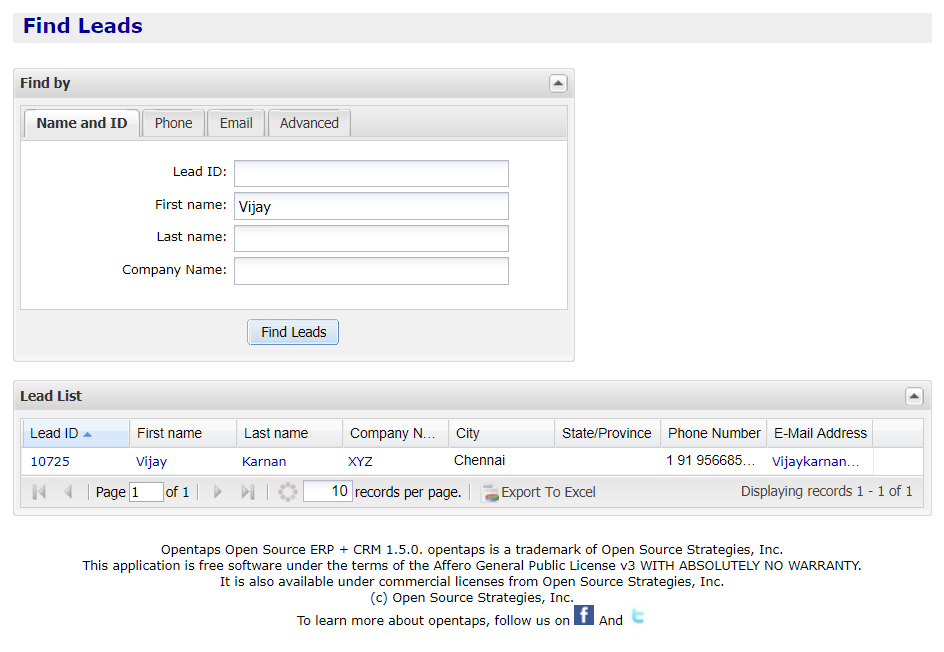 Find Leads
Find by
Name and ID Phone Email Advanced
Lead ID:
First name: Vijay
Last name:
Company Name:
Find Leads
Lead List
Lead ID First name Last name Company N... City State/Province Phone Number E-Mail Address
10725 Vijay Karnan XYZ Chennai 1 91 956685... Vijaykarnan...
Page 1 of 1 10 records per page. Export To Excel Displaying records 1 - 1 of 1
Opentaps Open Source ERP + CRM 1.5.0. opentaps is a trademark of Open Source Strategies, Inc.
This application is free software under the terms of the Affero General Public License v3 WITH ABSOLUTELY NO WARRANTY.
It is also available under commercial licenses from Open Source Strategies, Inc.
(c) Open Source Strategies, Inc.
To learn more about opentaps, follow us on f And t